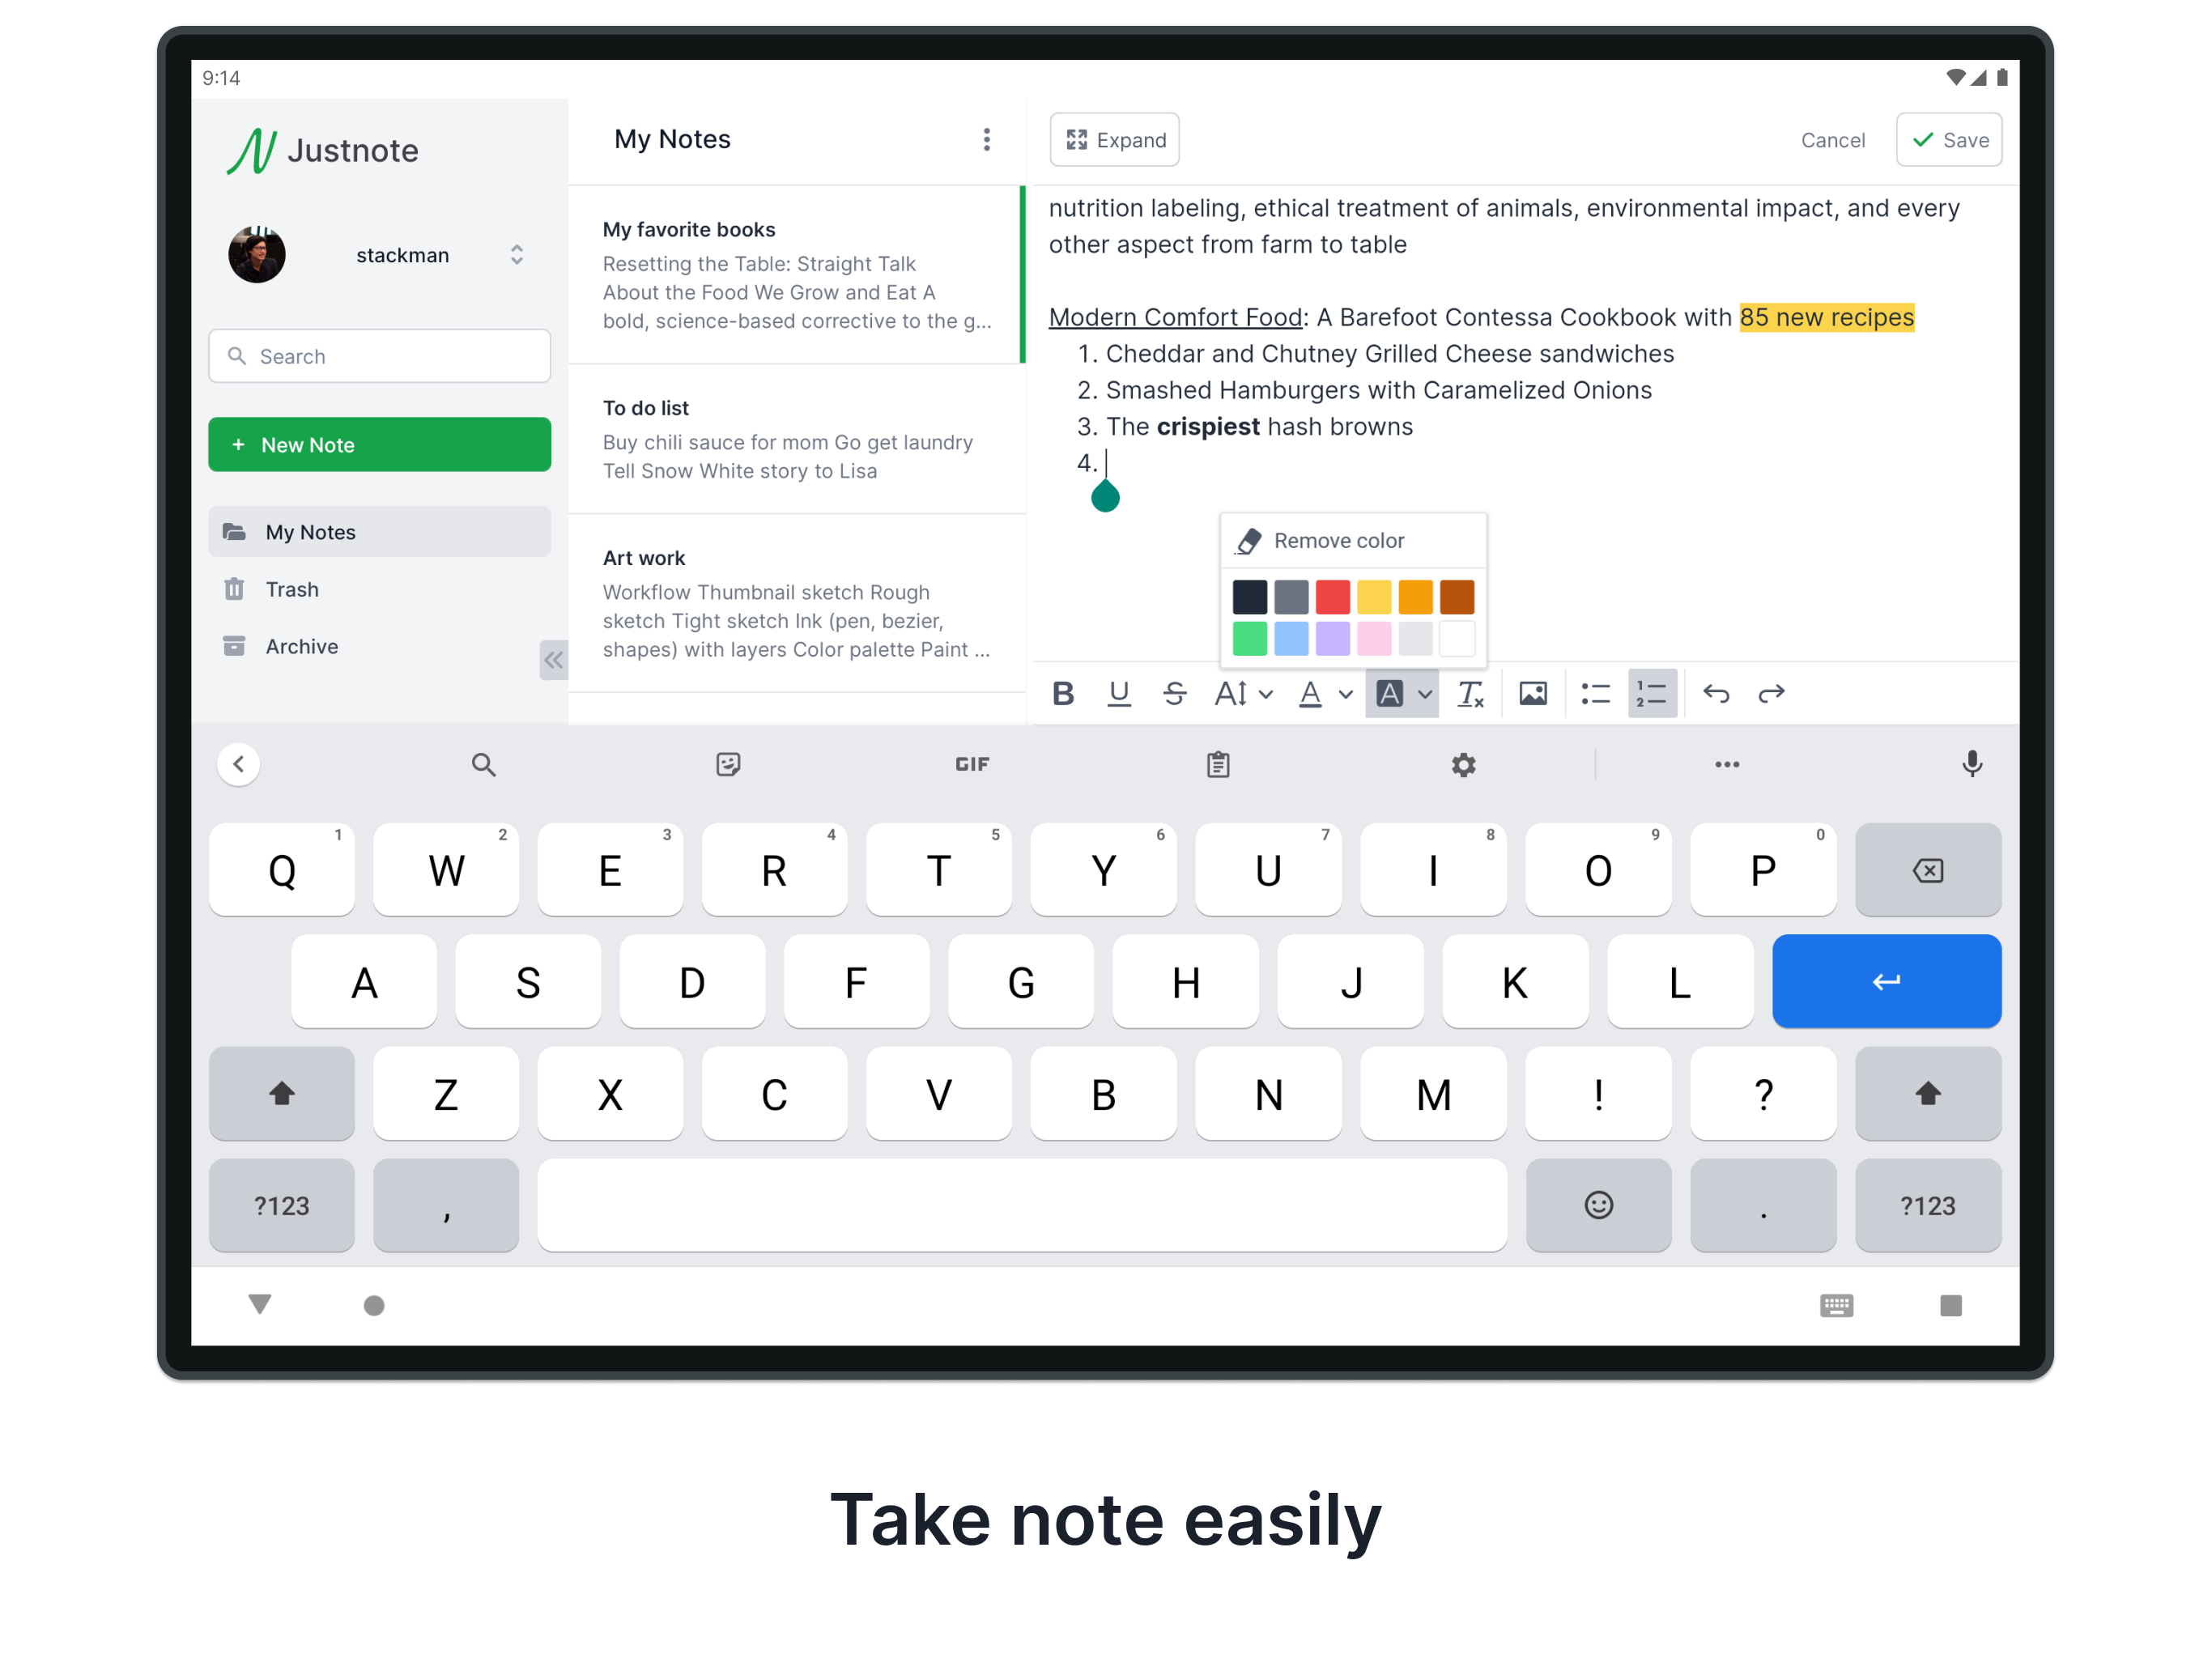 9:14
Justnote
stackman
Search
+ New Note
My Notes
Trash
Archive
My Notes
My favorite books
Resetting the Table: Straight Talk
About the Food We Grow and Eat A
bold, science-based corrective to the g...
To do list
Buy chili sauce for mom Go get laundry
Tell Snow White story to Lisa
Art work
Workflow Thumbnail sketch Rough
sketch Tight sketch Ink (pen, bezier,
shapes) with layers Color palette Paint ...
Expand
Cancel
Save
nutrition labeling, ethical treatment of animals, environmental impact, and every
other aspect from farm to table
Modern Comfort Food: A Barefoot Contessa Cookbook with 85 new recipes
1. Cheddar and Chutney Grilled Cheese sandwiches
2. Smashed Hamburgers with Caramelized Onions
3. The crispiest hash browns
4.
Remove color
B U S A A A T
GIF
Q 1 W 2 E 3 R 4 T 5 Y 6 U 7 I 8 O 9 P 0
A S D F G H J K L
Z X C V B N M ! ?
?123 , . ?123
Take note easily